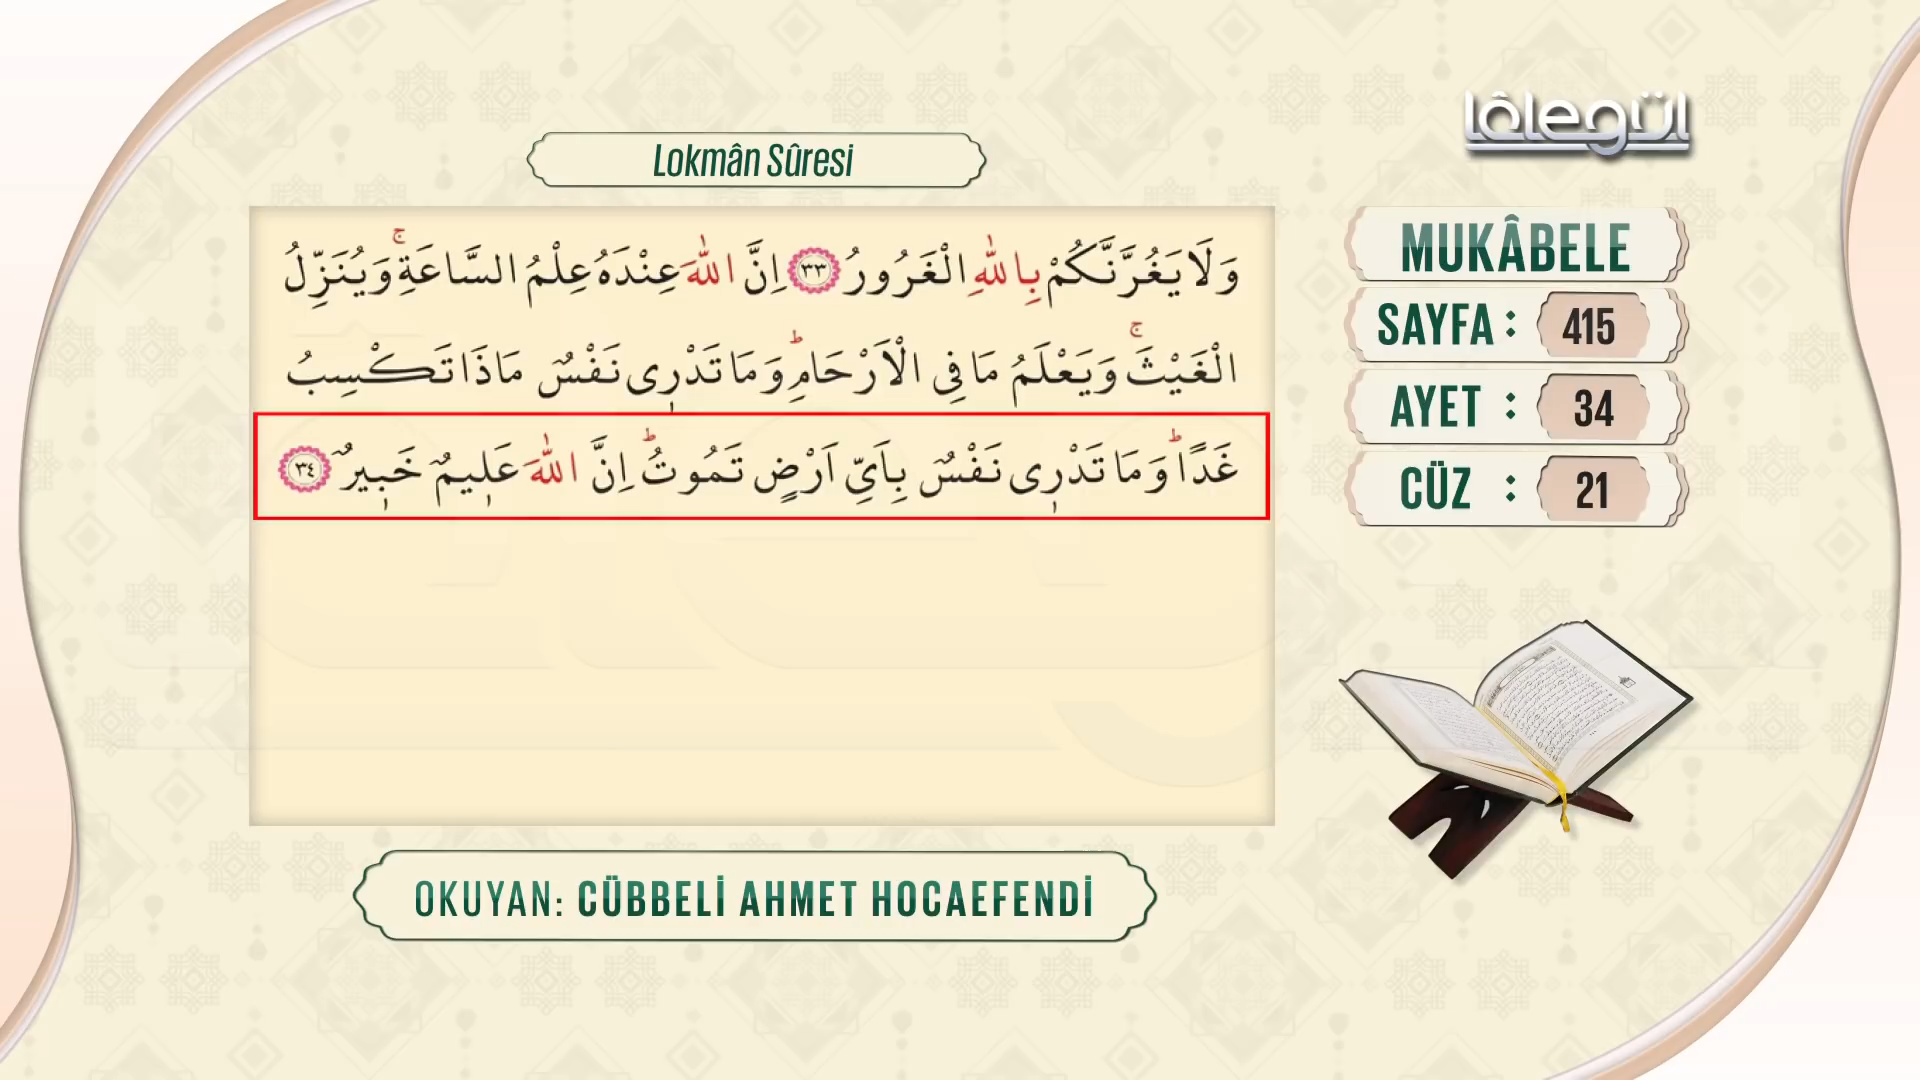 lâlegül
Lokmân Sûresi
وَلَا يَغُرَّنَّكُمْ بِاللّٰهِ الْغَرُورُ ﴿٣٣﴾ اِنَّ اللّٰهَ عِنْدَهُ عِلْمُ السَّاعَةِۚ وَيُنَزِّلُ
الْغَيْثَۚ وَيَعْلَمُ مَا فِي الْاَرْحَامِۜ وَمَا تَدْر۪ي نَفْسٌ مَاذَا تَكْسِبُ
غَدًاۜ وَمَا تَدْر۪ي نَفْسٌ بِاَيِّ اَرْضٍ تَمُوتُۜ اِنَّ اللّٰهَ عَل۪يمٌ خَب۪يرٌ ﴿٣٤﴾
MUKÂBELE
SAYFA : 415
AYET : 34
CÜZ : 21
OKUYAN: CÜBBELİ AHMET HOCAEFENDİ